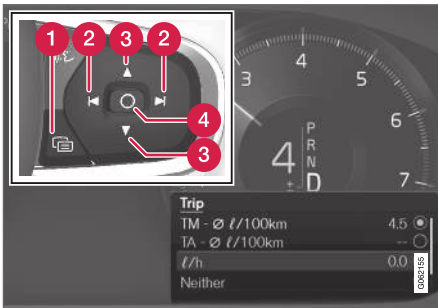 1
2
3
2
4
3
3
4
5
6
7
P
R
N
± D
4
Trip
TM - Ø ℓ/100km 4.5
TA - Ø ℓ/100km --
ℓ/h 0.0
Neither
G062155